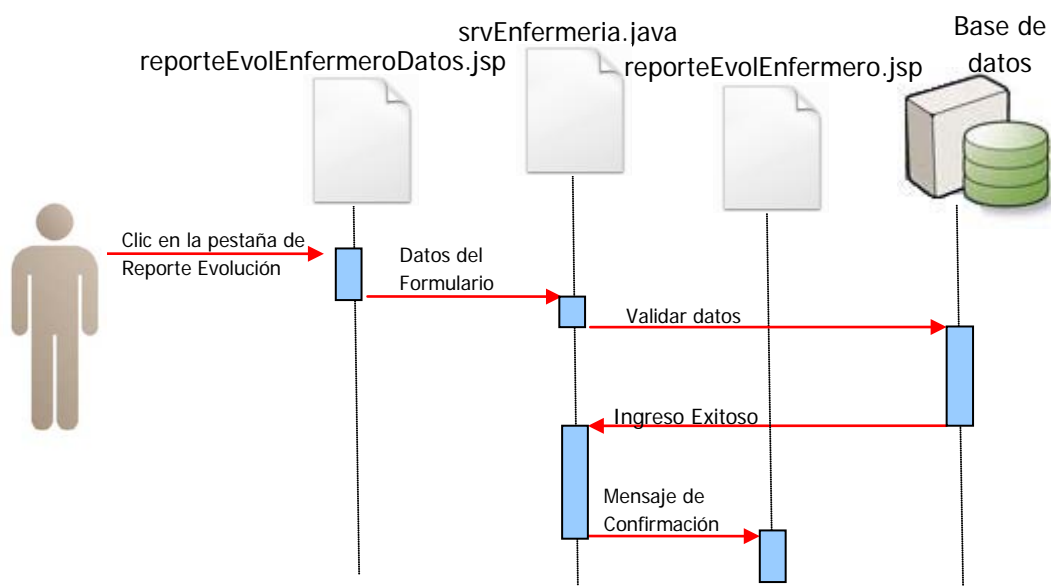 srvEnfermeria.java
Base de
datos
reporteEvolEnfermeroDatos.jsp
reporteEvolEnfermero.jsp
Clic en la pestaña de
Reporte Evolución
Datos del
Formulario
Validar datos
Ingreso Exitoso
Mensaje de
Confirmación